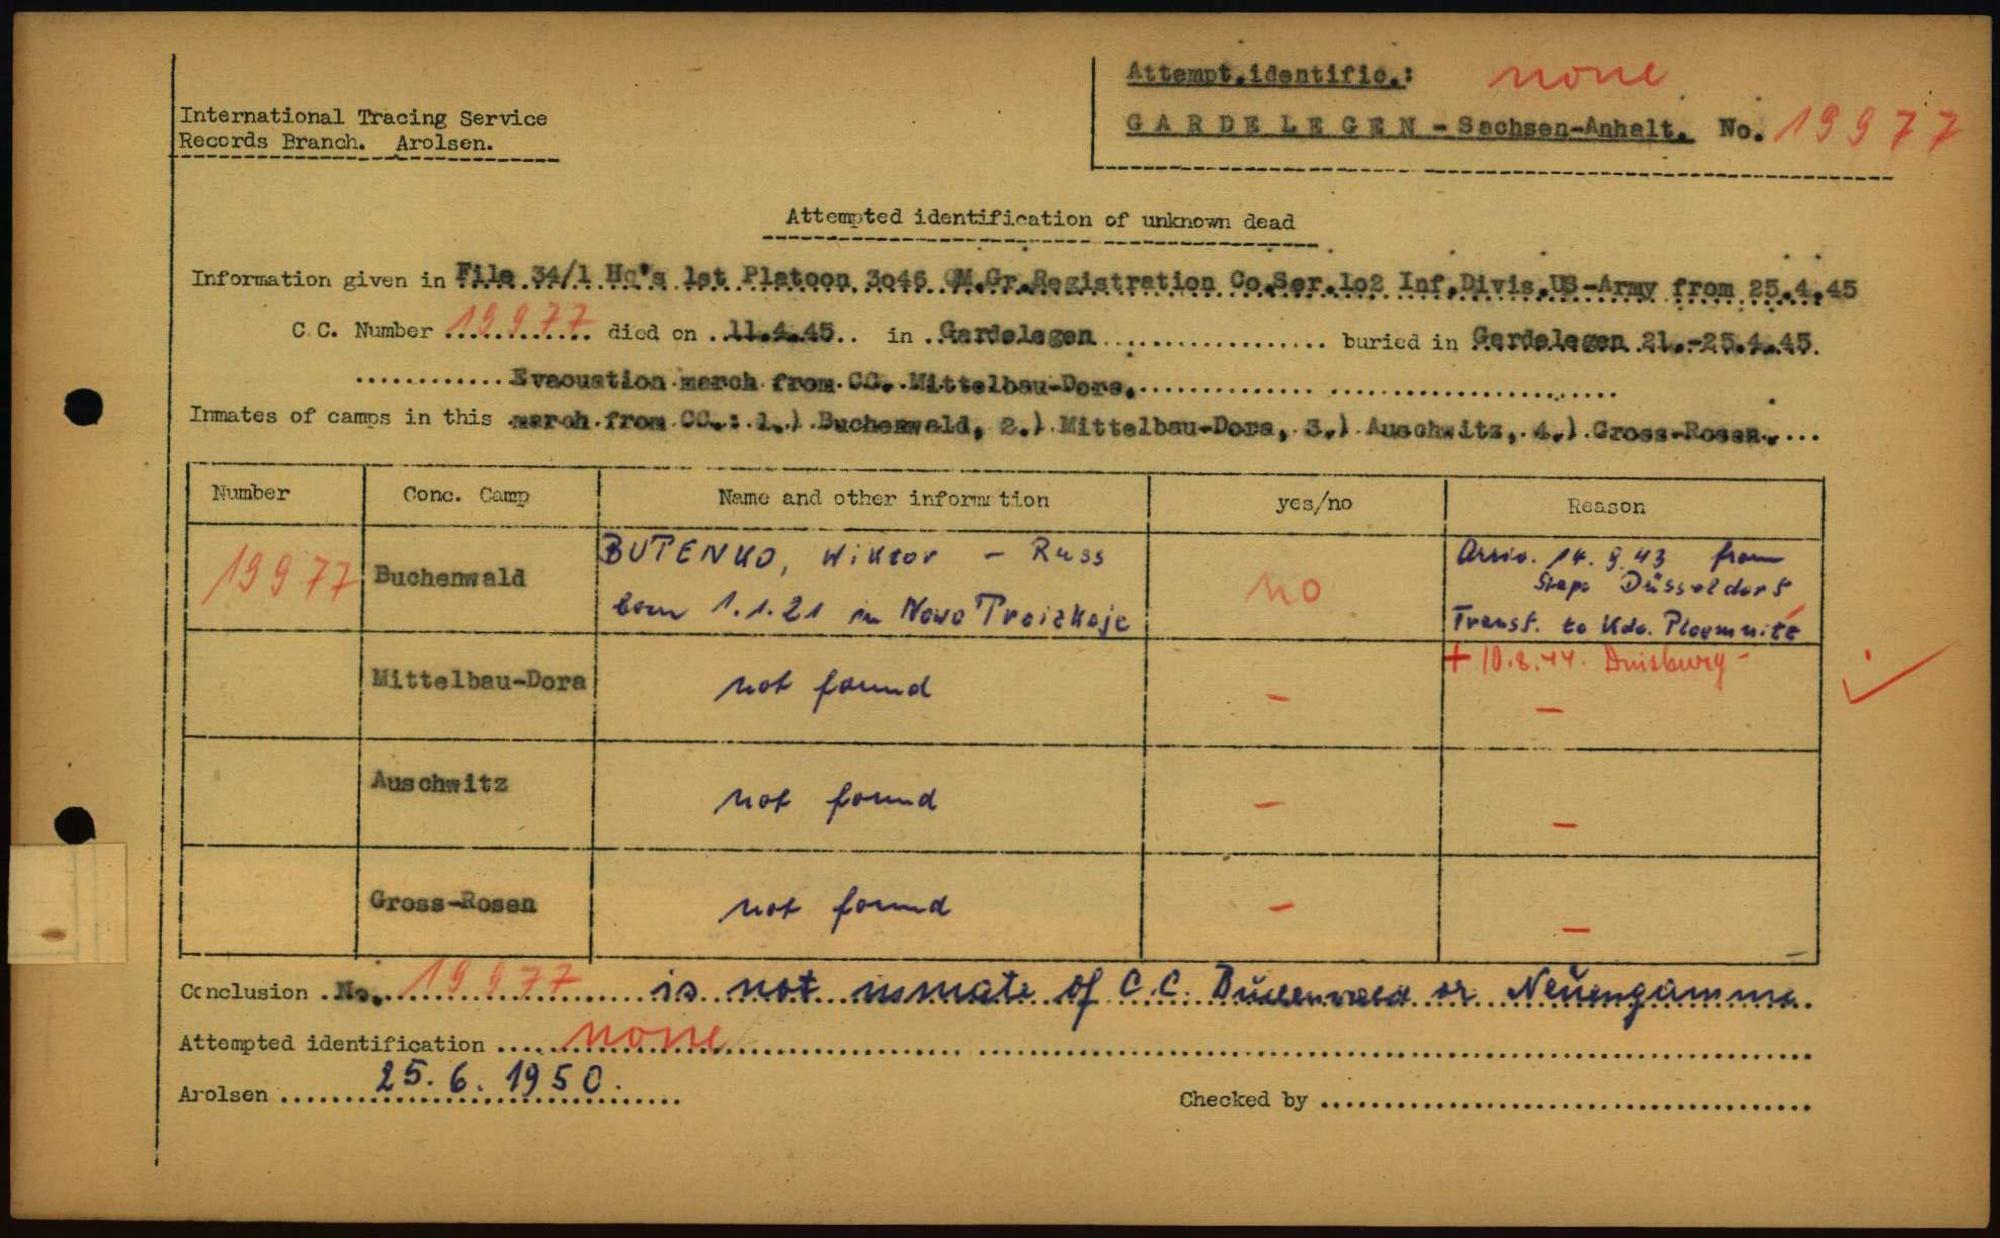 Attempt.identific.: none
International Tracing Service
Records Branch. Arolsen.
GARDELEGEN - Sachsen-Anhalt. No. 19977
Attempted identification of unknown dead
Information given in File 34/1 Hq's 1st Platoon 3o46 QM.Gr.Registration Co.Ser.1o2 Inf.Divis.US-Army from 25.4.45
C.C. Number 19977 died on 11.4.45 in Gardelegen buried in Gardelegen 21.-25.4.45.
Evacuation march from CC. Mittelbau-Dora.
Inmates of camps in this march from CC.: 1.) Buchenwald, 2.) Mittelbau-Dora, 3.) Auschwitz, 4.) Gross-Rosen.
Number Conc. Camp Name and other information yes/no Reason
19977 Buchenwald BUTENKO, Wiktor - Russ no Arriv. 14.9.43 from
Stapo Düsseldorf
born 1.1.21 in Nowo Troizkoje Transf. to Kdo.
+ 10.8.44. Duisburg -
Mittelbau-Dora not found - -
Auschwitz not found - -
Gross-Rosen not found - -
Conclusion No. 19977 is not inmate of C.C. Buchenwald or Neuengamme.
Attempted identification none
Arolsen 25.6.1950. Checked by